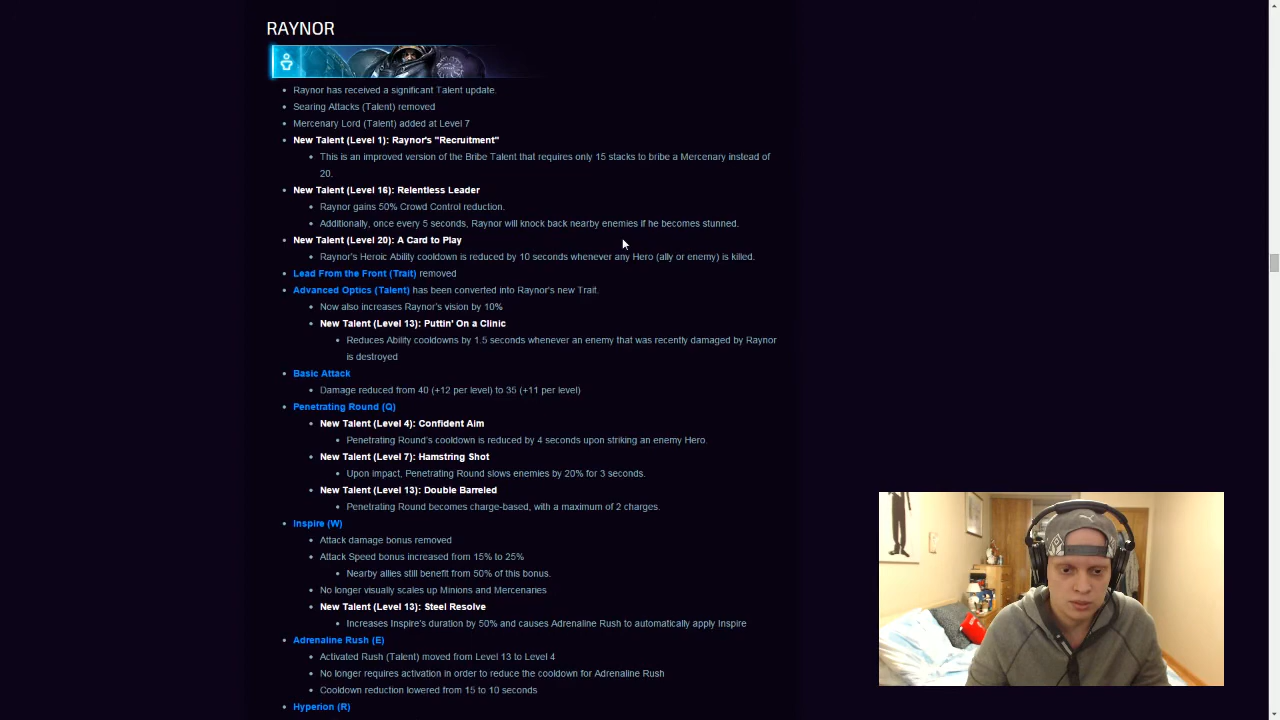 RAYNOR
Raynor has received a significant Talent update.
Searing Attacks (Talent) removed
Mercenary Lord (Talent) added at Level 7
New Talent (Level 1): Raynor's "Recruitment"
This is an improved version of the Bribe Talent that requires only 15 stacks to bribe a Mercenary instead of
20.
New Talent (Level 16): Relentless Leader
Raynor gains 50% Crowd Control reduction.
Additionally, once every 5 seconds, Raynor will knock back nearby enemies if he becomes stunned.
New Talent (Level 20): A Card to Play
Raynor's Heroic Ability cooldown is reduced by 10 seconds whenever any Hero (ally or enemy) is killed.
Lead From the Front (Trait) removed
Advanced Optics (Talent) has been converted into Raynor's new Trait.
Now also increases Raynor's vision by 10%
New Talent (Level 13): Puttin' On a Clinic
Reduces Ability cooldowns by 1.5 seconds whenever an enemy that was recently damaged by Raynor
is destroyed
Basic Attack
Damage reduced from 40 (+12 per level) to 35 (+11 per level)
Penetrating Round (Q)
New Talent (Level 4): Confident Aim
Penetrating Round's cooldown is reduced by 4 seconds upon striking an enemy Hero.
New Talent (Level 7): Hamstring Shot
Upon impact, Penetrating Round slows enemies by 20% for 3 seconds.
New Talent (Level 13): Double Barreled
Penetrating Round becomes charge-based, with a maximum of 2 charges.
Inspire (W)
Attack damage bonus removed
Attack Speed bonus increased from 15% to 25%
Nearby allies still benefit from 50% of this bonus.
No longer visually scales up Minions and Mercenaries
New Talent (Level 13): Steel Resolve
Increases Inspire's duration by 50% and causes Adrenaline Rush to automatically apply Inspire
Adrenaline Rush (E)
Activated Rush (Talent) moved from Level 13 to Level 4
No longer requires activation in order to reduce the cooldown for Adrenaline Rush
Cooldown reduction lowered from 15 to 10 seconds
Hyperion (R)